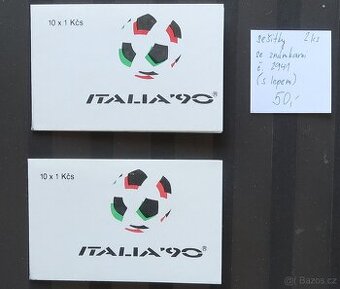 10 x 1 Kčs
ITALIA'90®
10 x 1 Kčs
ITALIA'90®
sešitky 2 ks
se známkami
č. 2941
(s lepem)
50,-
Bazos.cz